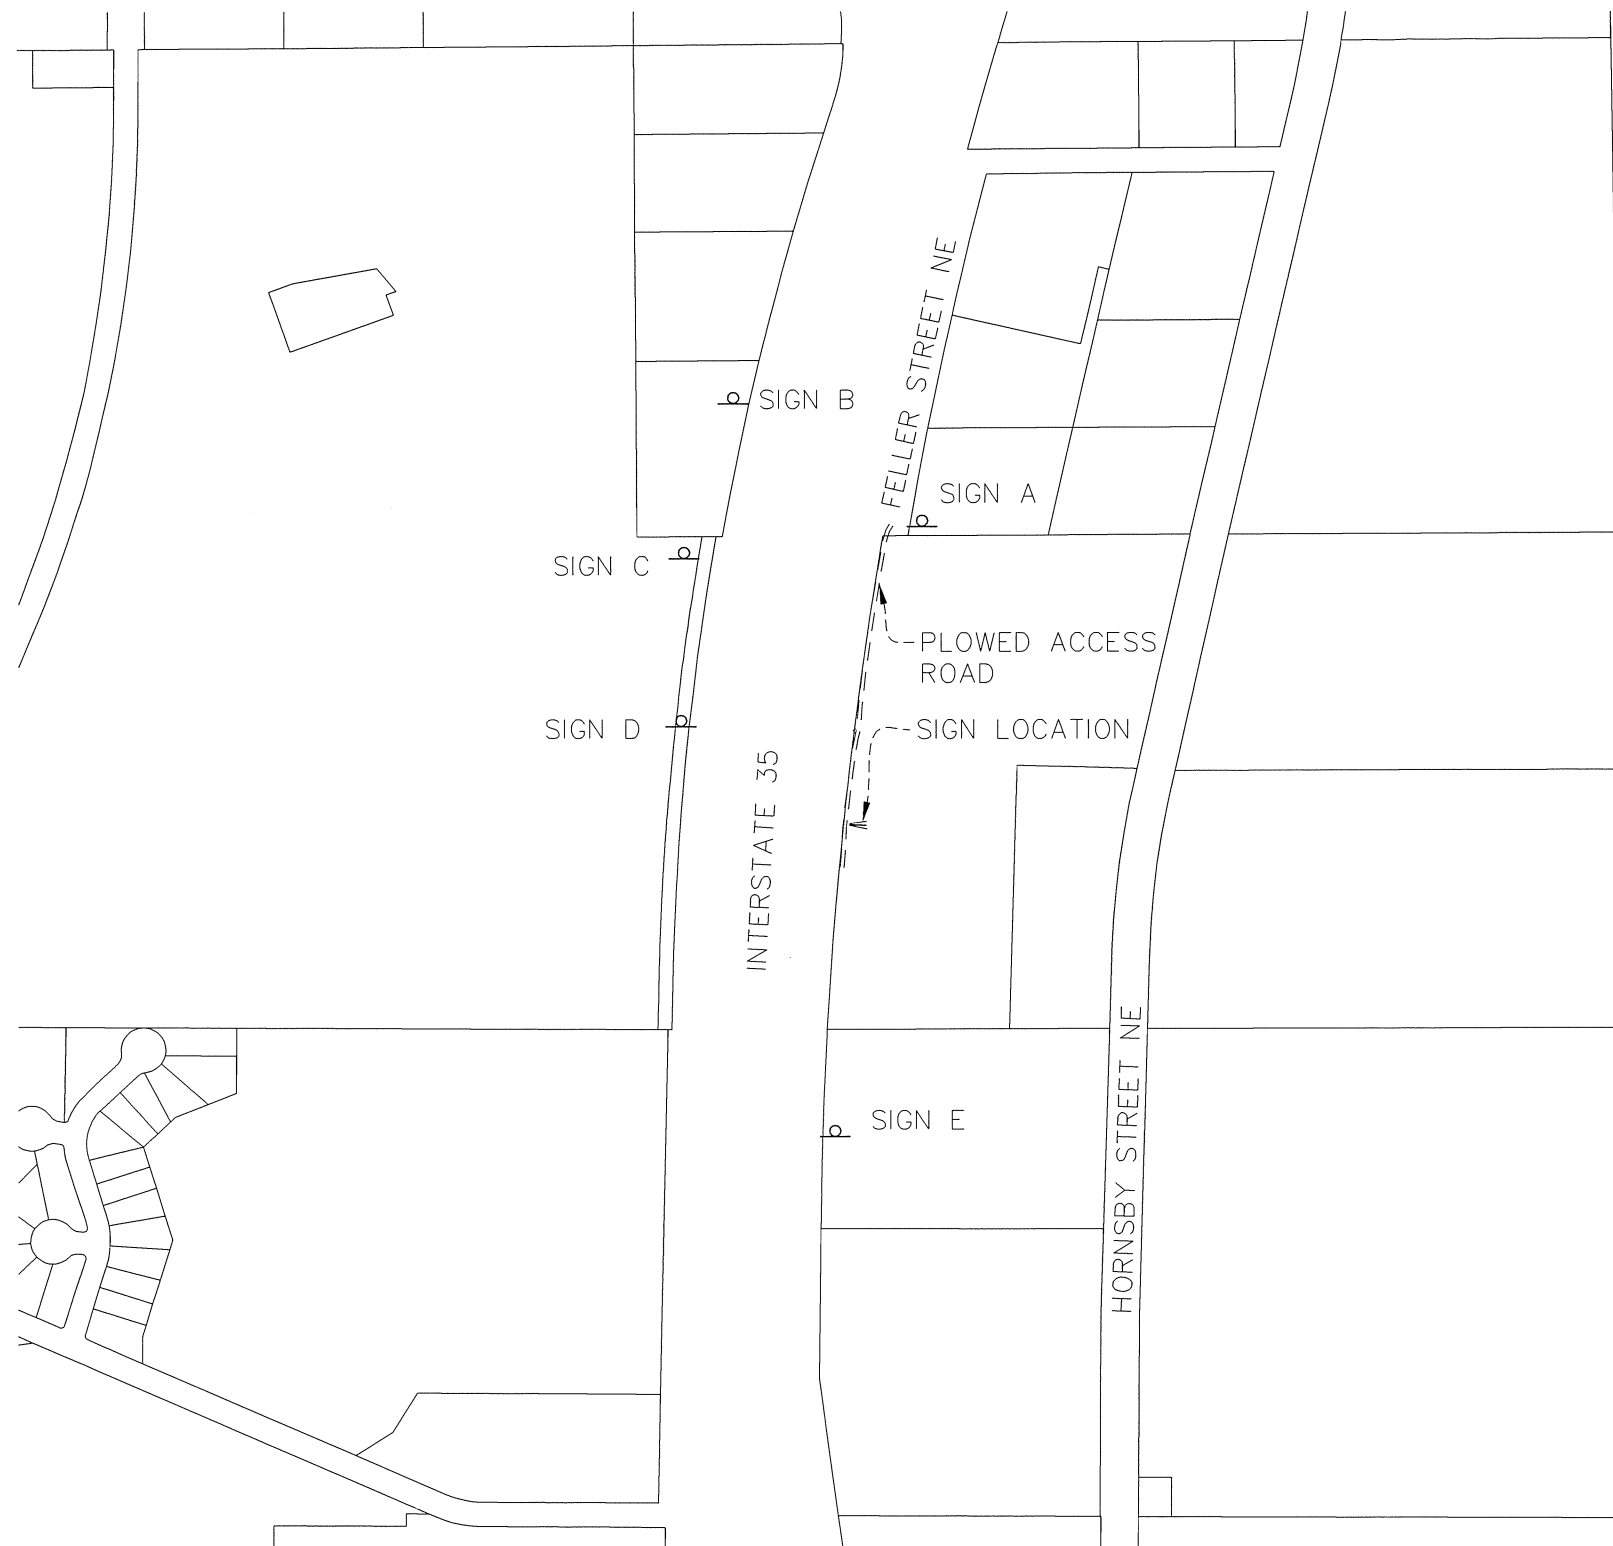 FELLER STREET NE
SIGN B
SIGN A
SIGN C
PLOWED ACCESS
ROAD
SIGN D
SIGN LOCATION
INTERSTATE 35
SIGN E
HORNSBY STREET NE